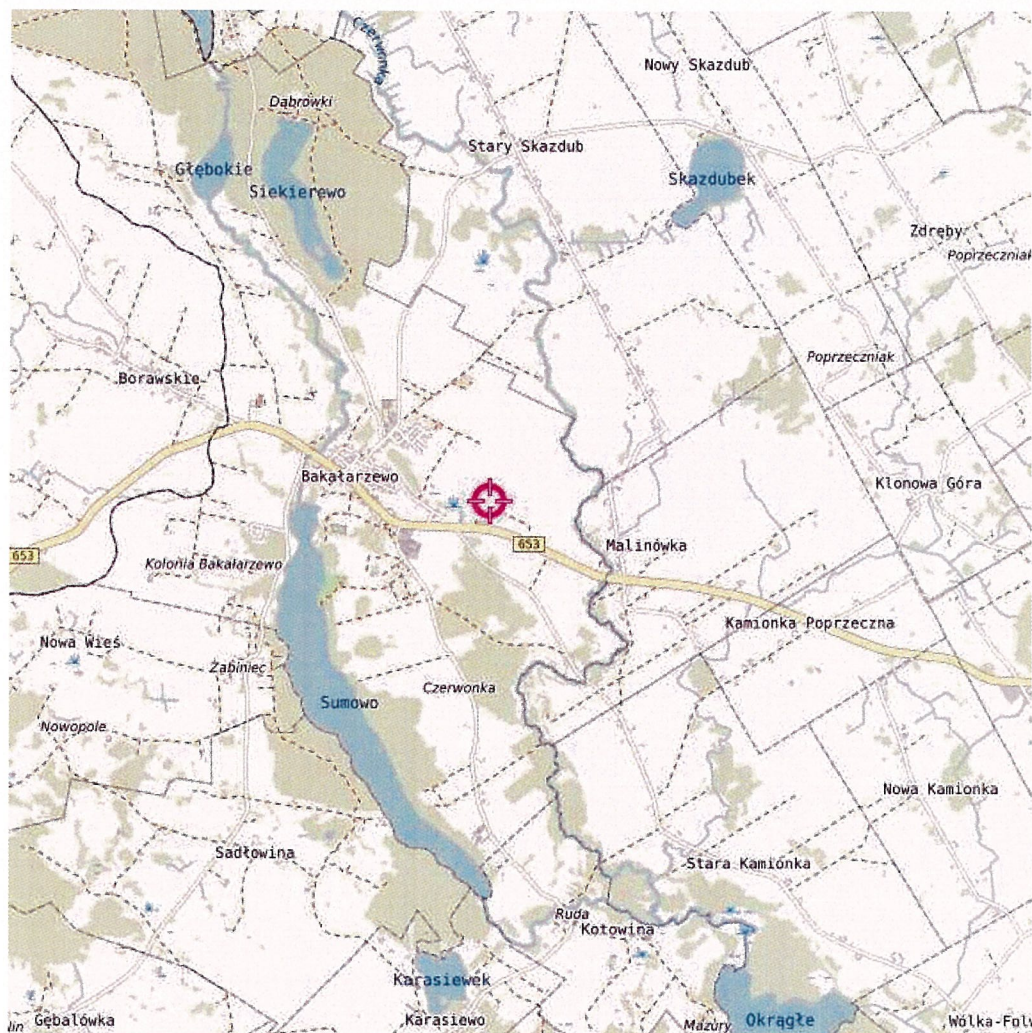 Czerwonka
Nowy Skazdub
Dąbrówki
Stary Skazdub
Głębokie
Siekierewo
Skazdubek
Zdręby
Poprzeczniak
Poprzeczniak
Borawskie
Bakałarzewo
Klonowa Góra
653
653
Malinówka
Kolonia Bakałarzewo
Kamionka Poprzeczna
Nowa Wieś
Żabiniec
Czerwonka
Sumowo
Nowopole
Nowa Kamionka
Sadłowina
Stara Kamionka
Ruda
Kotowina
Karasiewek
Gębalówka
Karasiewo
Mazury
Okrągłe